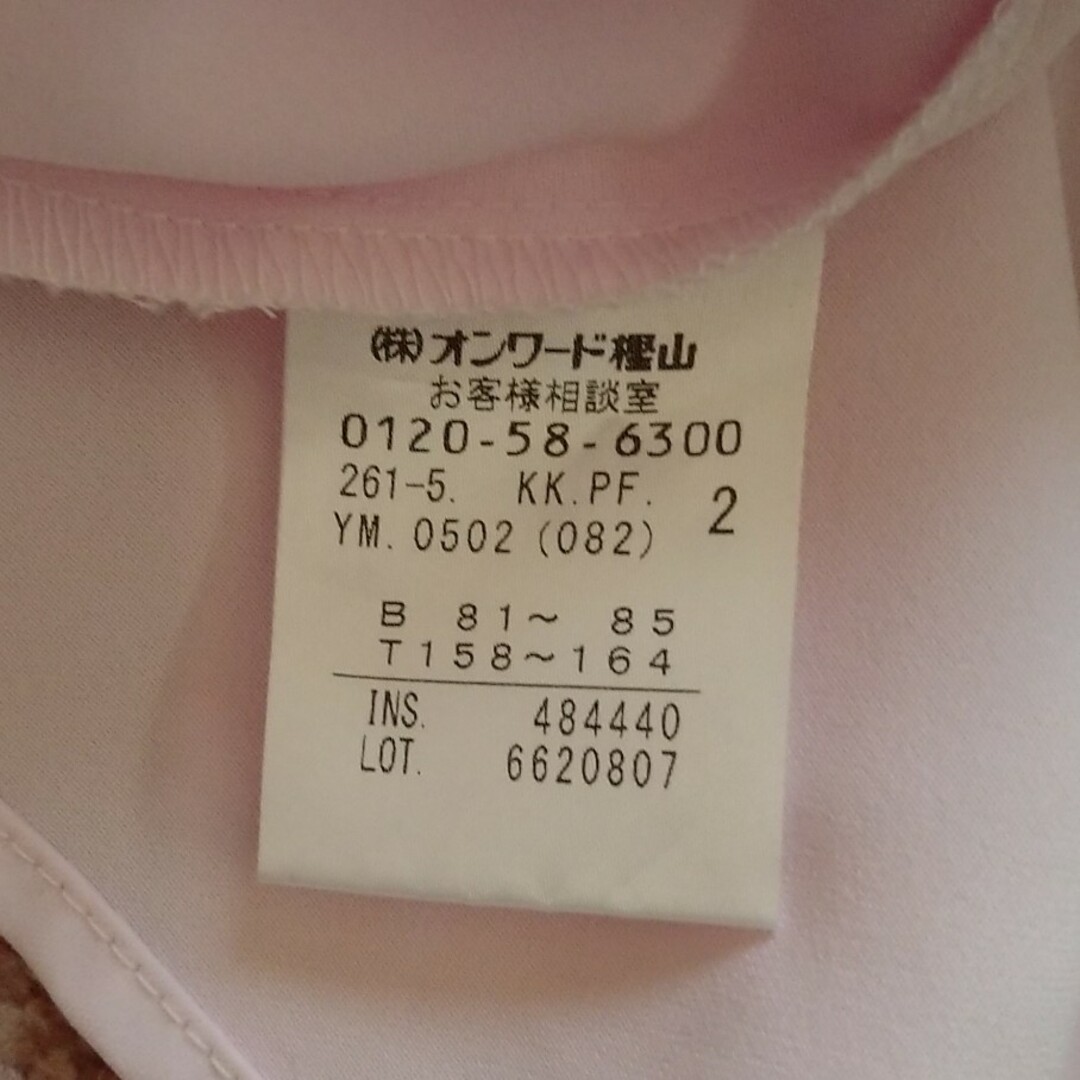 ㈱オンワード樫山
お客様相談室
0120-58-6300
261-5. KK.PF. 2
YM. 0502 (082)
B 81～ 85
T158～164
INS. 484440
LOT. 6620807